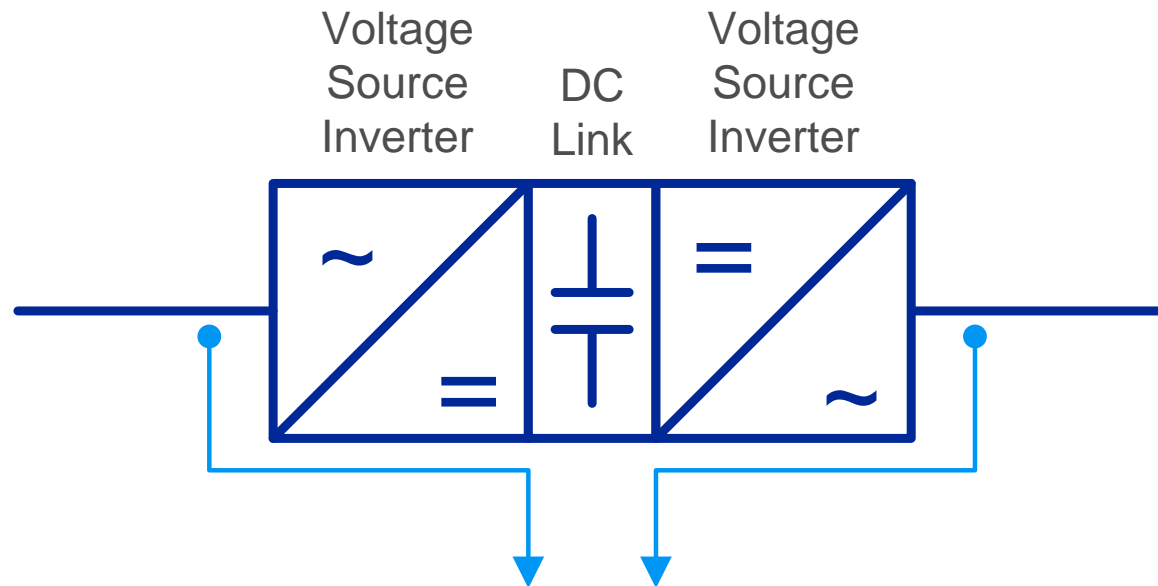 Voltage
Source
Inverter
DC
Link
Voltage
Source
Inverter
~
=
=
~